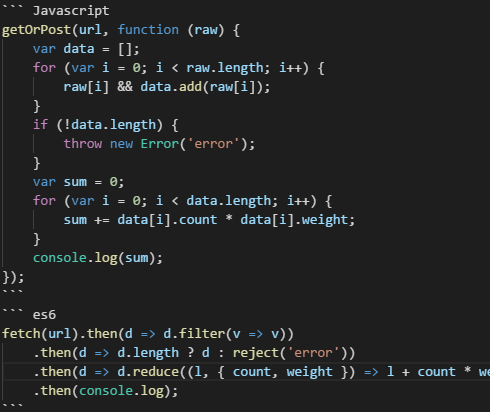 ``` Javascript
getOrPost(url, function (raw) {
    var data = [];
    for (var i = 0; i < raw.length; i++) {
        raw[i] && data.add(raw[i]);
    }
    if (!data.length) {
        throw new Error('error');
    }
    var sum = 0;
    for (var i = 0; i < data.length; i++) {
        sum += data[i].count * data[i].weight;
    }
    console.log(sum);
});
```
``` es6
fetch(url).then(d => d.filter(v => v))
    .then(d => d.length ? d : reject('error'))
    .then(d => d.reduce((l, { count, weight }) => l + count * we
    .then(console.log);
```